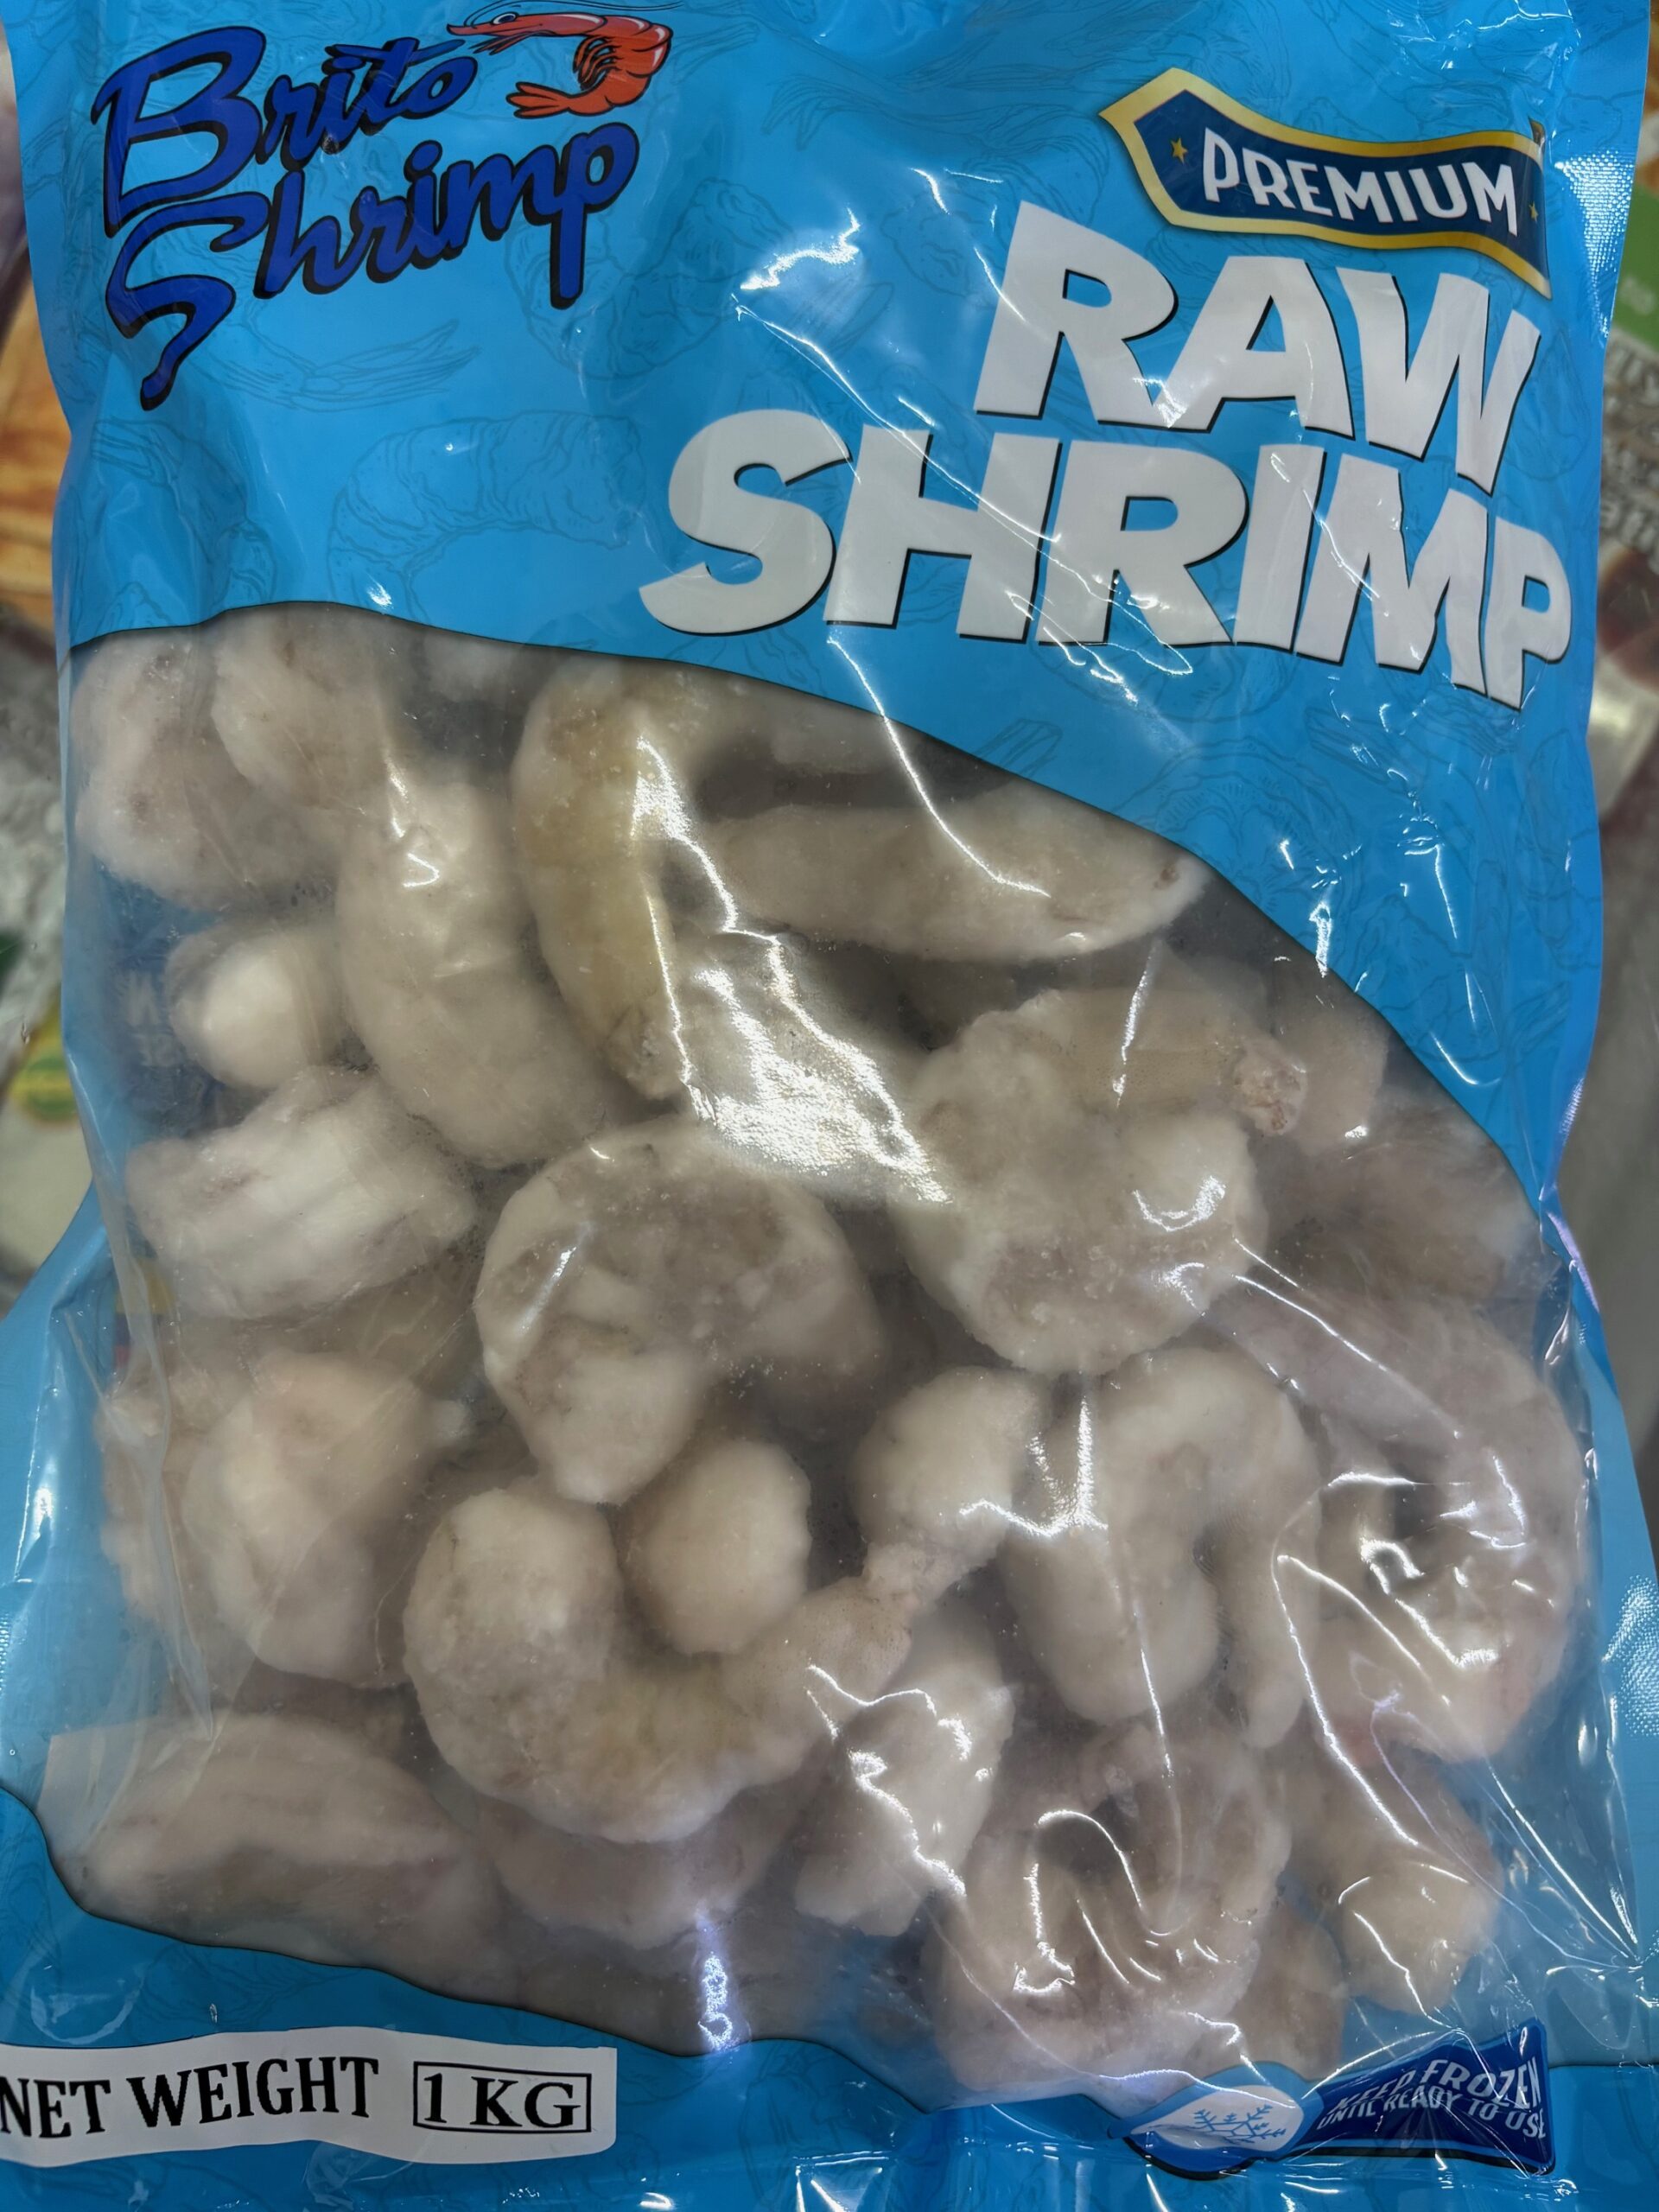 Brito
Shrimp
PREMIUM
RAW
SHRIMP
NET WEIGHT 1 KG
KEEP FROZEN
UNTIL READY TO USE